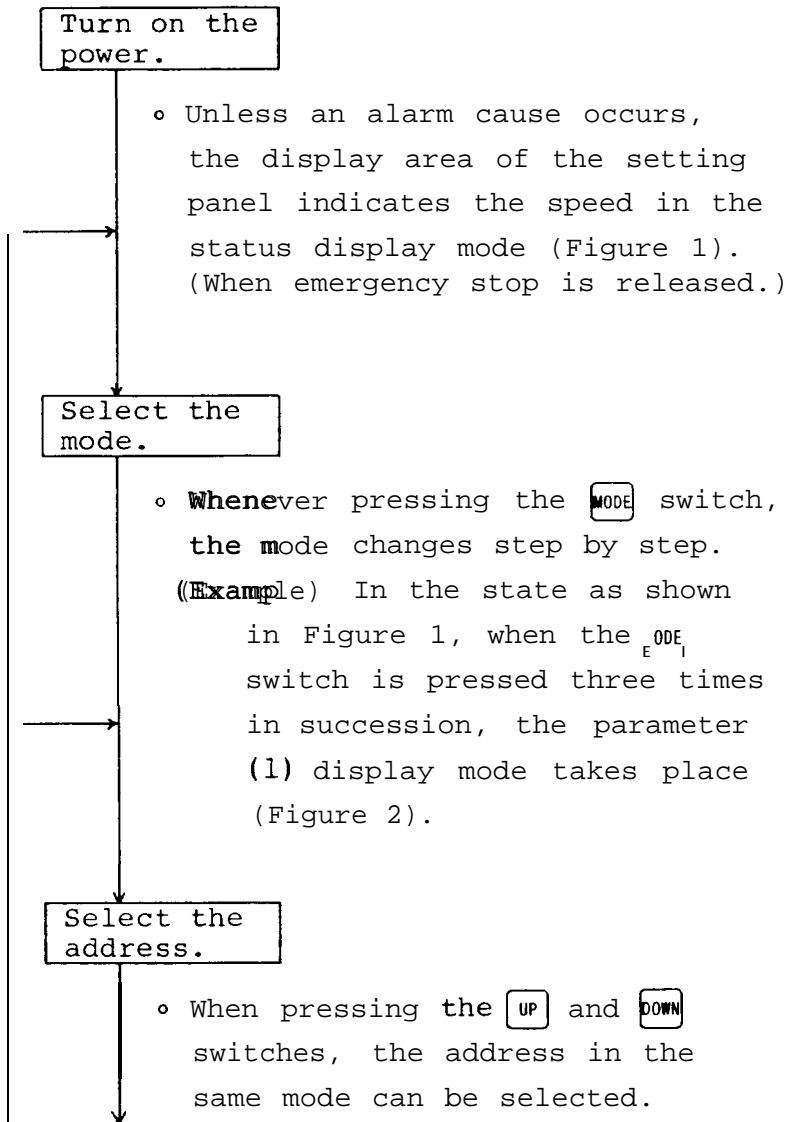 Turn on the
power.
∘ Unless an alarm cause occurs,
the display area of the setting
panel indicates the speed in the
status display mode (Figure 1).
(When emergency stop is released.)
Select the
mode.
∘ Whenever pressing the MODE switch,
the mode changes step by step.
(Example) In the state as shown
in Figure 1, when the
switch is pressed three times
in succession, the parameter
(1) display mode takes place
(Figure 2).
Select the
address.
∘ When pressing the UP and DOWN
switches, the address in the
same mode can be selected.